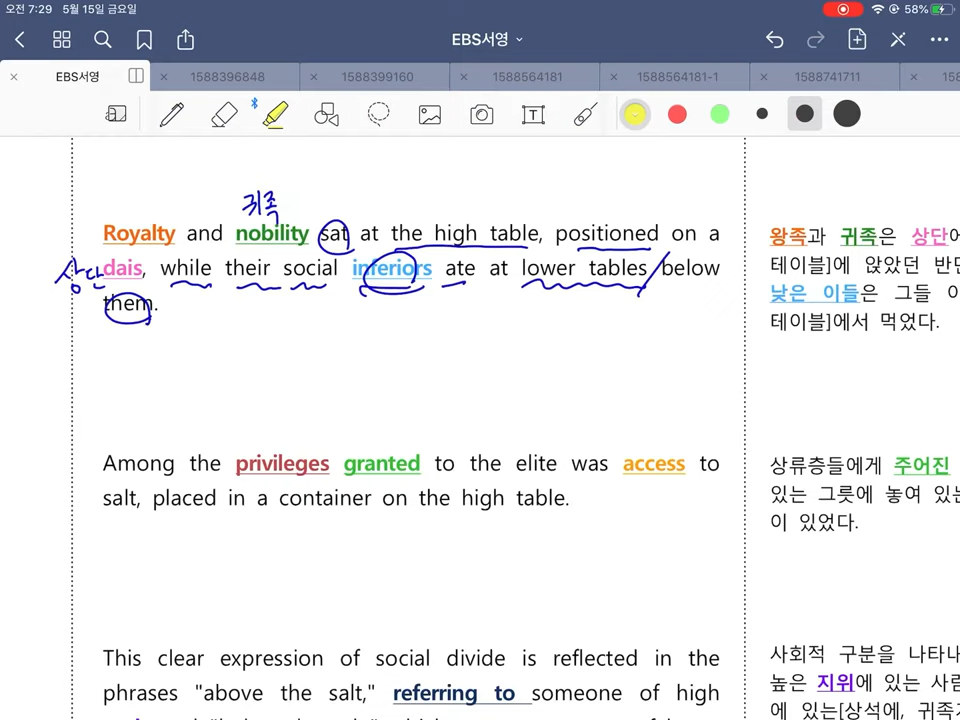 오전 7:29 5월 15일 금요일
58%
EBS서영
EBS서영
1588396848
1588399160
1588564181
1588564181-1
1588741711
158
귀족
Royalty and nobility sat at the high table, positioned on a
상단
dais, while their social inferiors ate at lower tables below
them.
왕족과 귀족은 상단에
테이블]에 앉았던 반면
낮은 이들은 그들 이
테이블]에서 먹었다.
Among the privileges granted to the elite was access to
salt, placed in a container on the high table.
상류층들에게 주어진
있는 그릇에 놓여 있는
이 있었다.
This clear expression of social divide is reflected in the
phrases "above the salt," referring to someone of high
사회적 구분을 나타내
높은 지위에 있는 사람
에 있는[상석에, 귀족